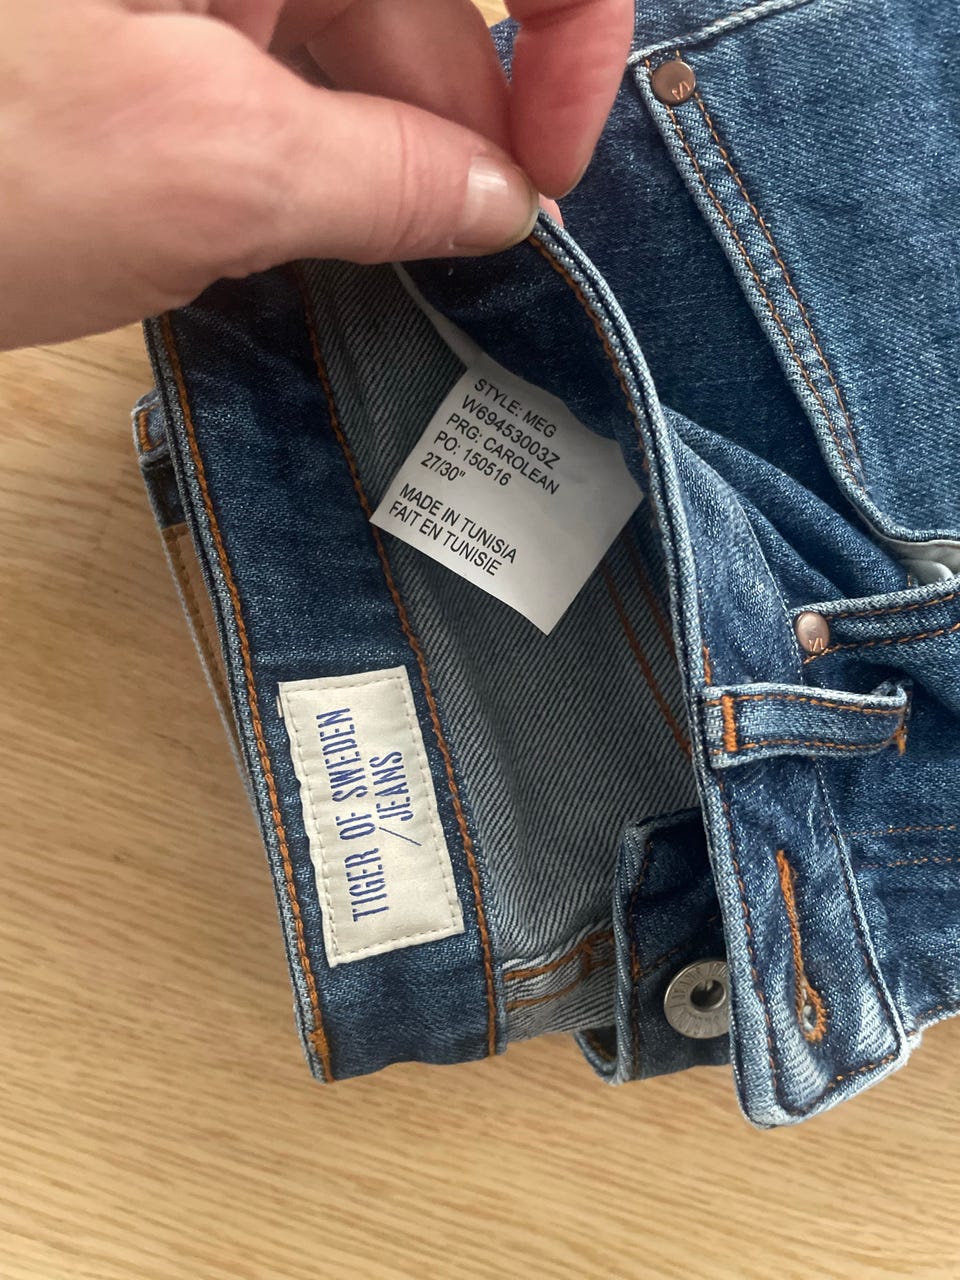 STYLE: MEG
W69453003Z
PRG: CAROLEAN
PO: 150516
27/30"
MADE IN TUNISIA
FAIT EN TUNISIE
TIGER OF SWEDEN
/JEANS